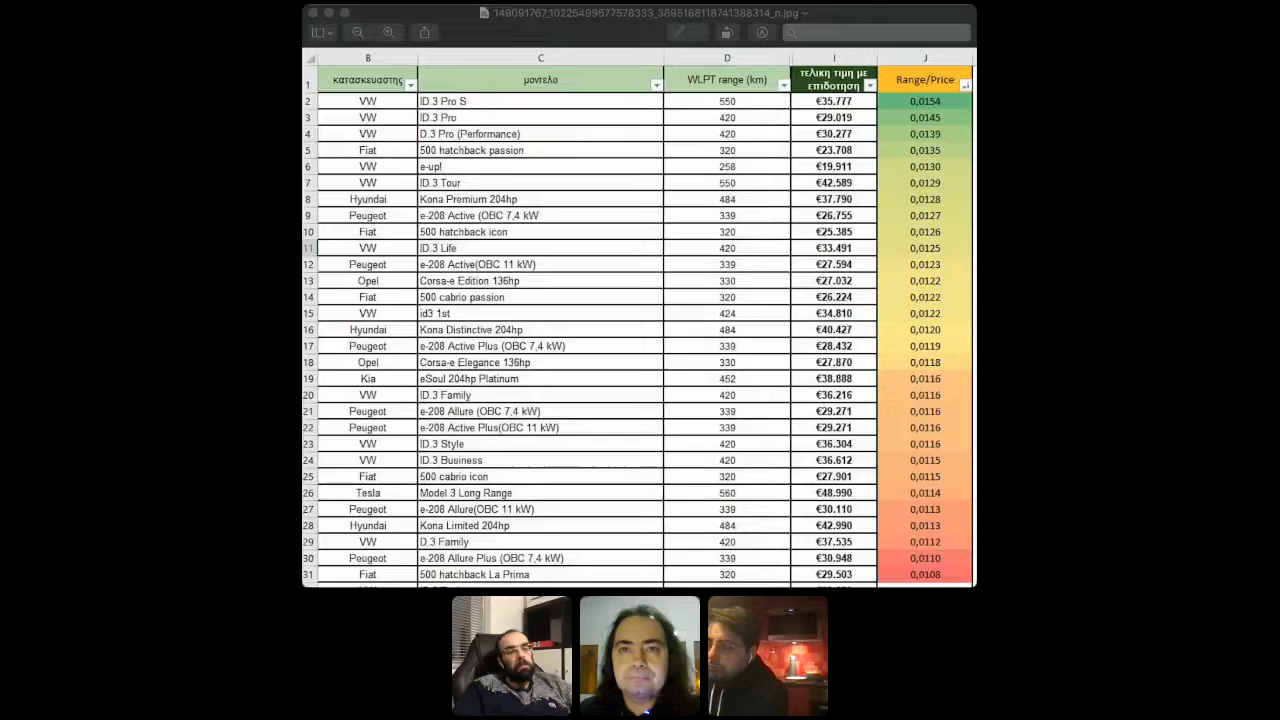 149091767_10225499577578333_3895168118741388314_n.jpg
B C D I J
1 κατασκευαστης μοντελο WLPT range (km) τελικη τιμη με επιδοτηση Range/Price
2 VW ID.3 Pro S 550 €35.777 0,0154
3 VW ID.3 Pro 420 €29.019 0,0145
4 VW D.3 Pro (Performance) 420 €30.277 0,0139
5 Fiat 500 hatchback passion 320 €23.708 0,0135
6 VW e-up! 258 €19.911 0,0130
7 VW ID.3 Tour 550 €42.589 0,0129
8 Hyundai Kona Premium 204hp 484 €37.790 0,0128
9 Peugeot e-208 Active (OBC 7,4 kW 339 €26.755 0,0127
10 Fiat 500 hatchback icon 320 €25.385 0,0126
11 VW ID.3 Life 420 €33.491 0,0125
12 Peugeot e-208 Active(OBC 11 kW) 339 €27.594 0,0123
13 Opel Corsa-e Edition 136hp 330 €27.032 0,0122
14 Fiat 500 cabrio passion 320 €26.224 0,0122
15 VW id3 1st 424 €34.810 0,0122
16 Hyundai Kona Distinctive 204hp 484 €40.427 0,0120
17 Peugeot e-208 Active Plus (OBC 7,4 kW) 339 €28.432 0,0119
18 Opel Corsa-e Elegance 136hp 330 €27.870 0,0118
19 Kia eSoul 204hp Platinum 452 €38.888 0,0116
20 VW ID.3 Family 420 €36.216 0,0116
21 Peugeot e-208 Allure (OBC 7,4 kW) 339 €29.271 0,0116
22 Peugeot e-208 Active Plus(OBC 11 kW) 339 €29.271 0,0116
23 VW ID.3 Style 420 €36.304 0,0116
24 VW ID.3 Business 420 €36.612 0,0115
25 Fiat 500 cabrio icon 320 €27.901 0,0115
26 Tesla Model 3 Long Range 560 €48.990 0,0114
27 Peugeot e-208 Allure(OBC 11 kW) 339 €30.110 0,0113
28 Hyundai Kona Limited 204hp 484 €42.990 0,0113
29 VW D.3 Family 420 €37.535 0,0112
30 Peugeot e-208 Allure Plus (OBC 7,4 kW) 339 €30.948 0,0110
31 Fiat 500 hatchback La Prima 320 €29.503 0,0108